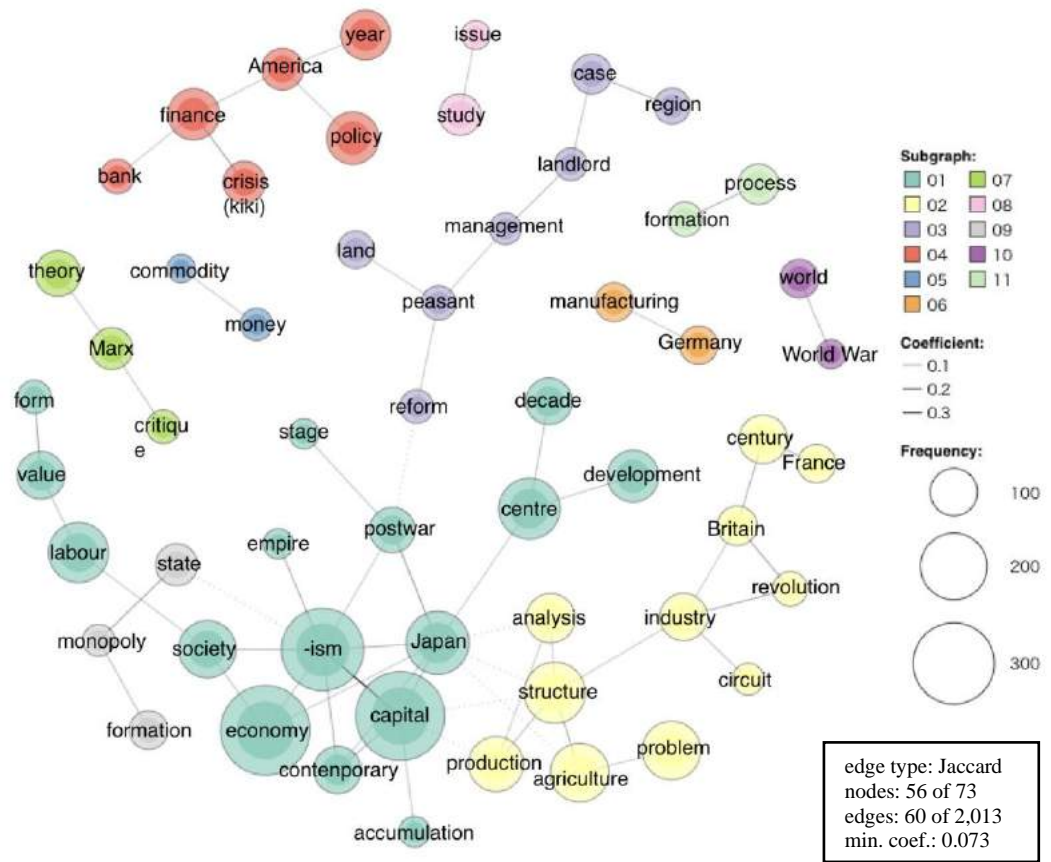 year
issue
America
case
region
finance
study
policy
landlord
bank
crisis
(kiki)
process
formation
management
land
theory
commodity
peasant
manufacturing
world
money
Marx
Germany
World War
form
reform
decade
critiqu
e
stage
century
France
value
development
centre
postwar
Britain
empire
labour
state
revolution
analysis
industry
monopoly
society
-ism
Japan
circuit
structure
capital
formation
economy
problem
production
contenporary
agriculture
accumulation
Subgraph:
01 07
02 08
03 09
04 10
05 11
06
Coefficient:
0.1
0.2
0.3
Frequency:
100
200
300
edge type: Jaccard
nodes: 56 of 73
edges: 60 of 2,013
min. coef.: 0.073